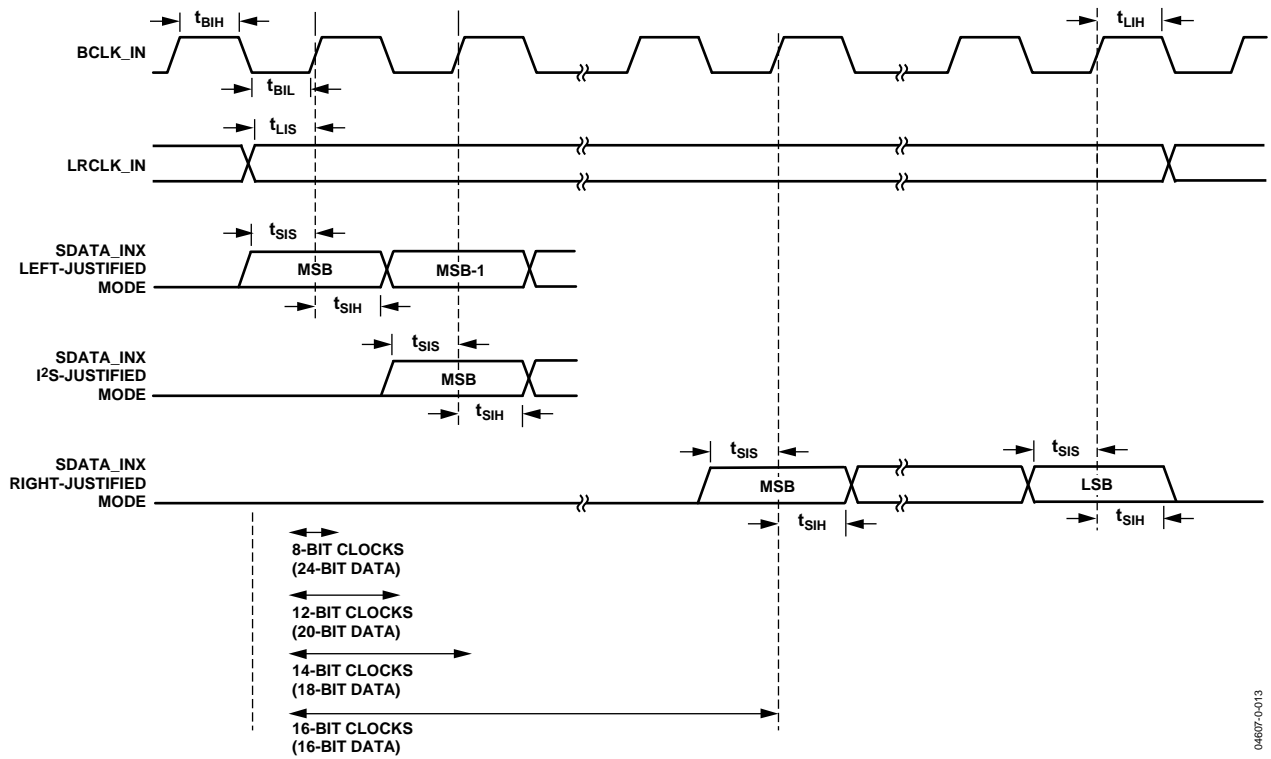 tBIH
tLIH
BCLK_IN
tBIL
tLIS
LRCLK_IN
tSIS
SDATA_INX
LEFT-JUSTIFIED
MODE
MSB
MSB-1
tSIH
tSIS
SDATA_INX
I2S-JUSTIFIED
MODE
MSB
tSIH
tSIS
tSIS
SDATA_INX
RIGHT-JUSTIFIED
MODE
MSB
LSB
tSIH
tSIH
8-BIT CLOCKS
(24-BIT DATA)
12-BIT CLOCKS
(20-BIT DATA)
14-BIT CLOCKS
(18-BIT DATA)
16-BIT CLOCKS
(16-BIT DATA)
04607-0-013